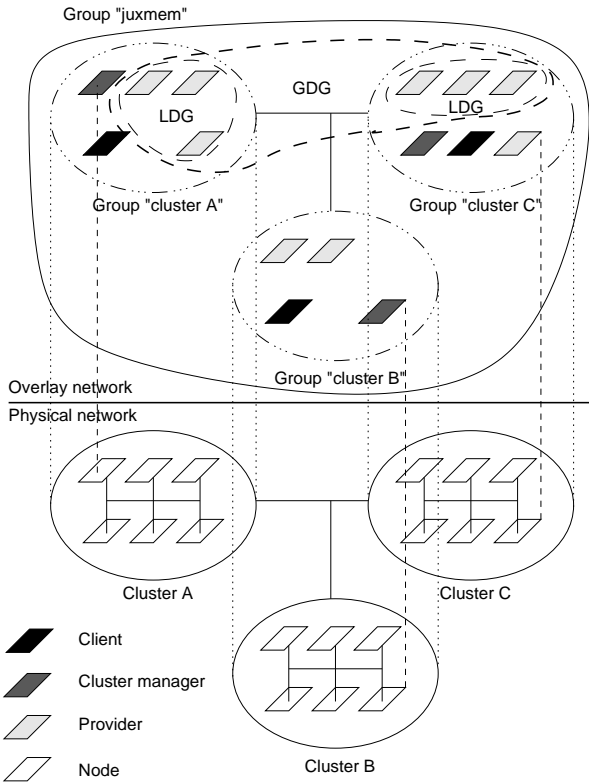 Group "juxmem"
GDG
LDG
LDG
Group "cluster A"
Group "cluster C"
Group "cluster B"
Overlay network
Physical network
Cluster A
Cluster C
Cluster B
Client
Cluster manager
Provider
Node